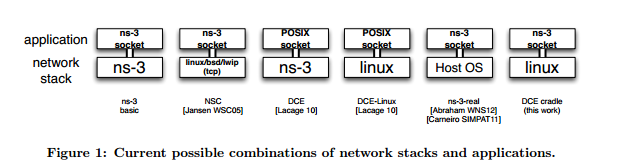 application
ns-3 socket
ns-3 socket
POSIX socket
POSIX socket
ns-3 socket
ns-3 socket
network stack
ns-3
linux/bsd/lwip (tcp)
ns-3
linux
Host OS
linux
ns-3 basic
NSC [Jansen WSC05]
DCE [Lacage 10]
DCE-Linux [Lacage 10]
ns-3-real [Abraham WNS12] [Carneiro SIMPAT11]
DCE cradle (this work)
Figure 1: Current possible combinations of network stacks and applications.